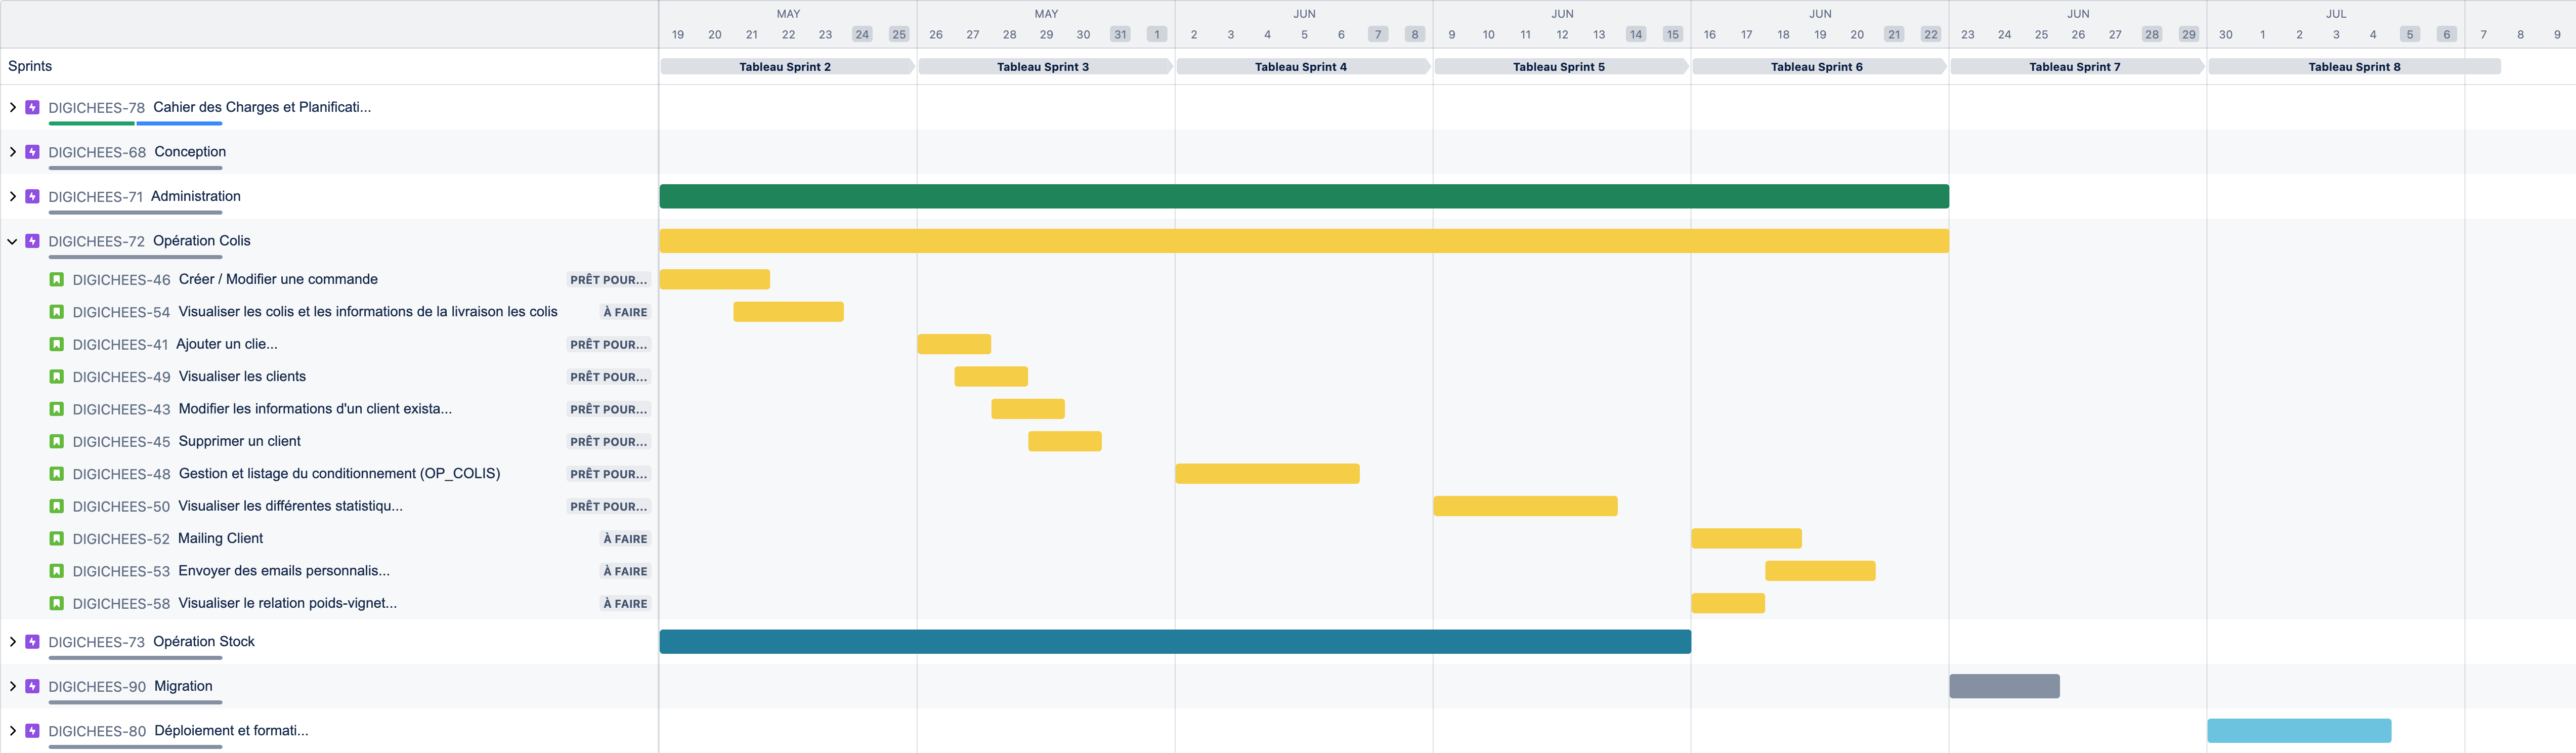 MAY MAY JUN JUN JUN JUN JUL
19 20 21 22 23 24 25 26 27 28 29 30 31 1 2 3 4 5 6 7 8 9 10 11 12 13 14 15 16 17 18 19 20 21 22 23 24 25 26 27 28 29 30 1 2 3 4 5 6 7 8 9
Sprints Tableau Sprint 2 Tableau Sprint 3 Tableau Sprint 4 Tableau Sprint 5 Tableau Sprint 6 Tableau Sprint 7 Tableau Sprint 8
DIGICHEES-78 Cahier des Charges et Planificati...
DIGICHEES-68 Conception
DIGICHEES-71 Administration
DIGICHEES-72 Opération Colis
DIGICHEES-46 Créer / Modifier une commande PRÊT POUR...
DIGICHEES-54 Visualiser les colis et les informations de la livraison les colis À FAIRE
DIGICHEES-41 Ajouter un clie... PRÊT POUR...
DIGICHEES-49 Visualiser les clients PRÊT POUR...
DIGICHEES-43 Modifier les informations d'un client exista... PRÊT POUR...
DIGICHEES-45 Supprimer un client PRÊT POUR...
DIGICHEES-48 Gestion et listage du conditionnement (OP_COLIS) PRÊT POUR...
DIGICHEES-50 Visualiser les différentes statistiqu... PRÊT POUR...
DIGICHEES-52 Mailing Client À FAIRE
DIGICHEES-53 Envoyer des emails personnalis... À FAIRE
DIGICHEES-58 Visualiser le relation poids-vignet... À FAIRE
DIGICHEES-73 Opération Stock
DIGICHEES-90 Migration
DIGICHEES-80 Déploiement et formati...